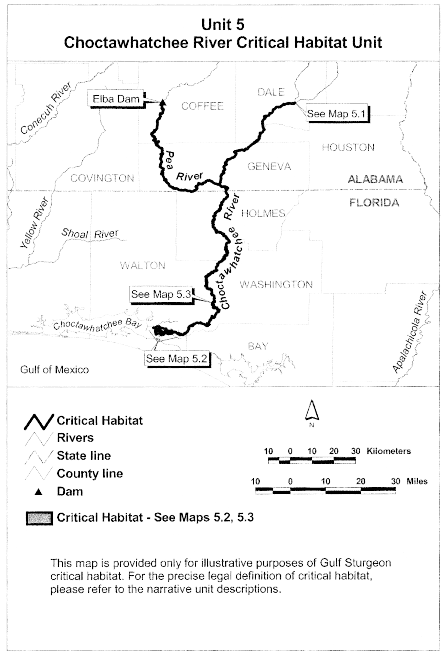 Unit 5
Choctawhatchee River Critical Habitat Unit
Conecuh River
Elba Dam
COFFEE
DALE
See Map 5.1
HOUSTON
Pea River
GENEVA
COVINGTON
ALABAMA
FLORIDA
Yellow River
Shoal River
HOLMES
Choctawhatchee River
WALTON
WASHINGTON
See Map 5.3
Choctawhatchee Bay
Apalachicola River
See Map 5.2
BAY
Gulf of Mexico
Critical Habitat
Rivers
State line
County line
Dam
Critical Habitat - See Maps 5.2, 5.3
N
10 0 10 20 30 Kilometers
10 0 10 20 30 Miles
This map is provided only for illustrative purposes of Gulf Sturgeon
critical habitat. For the precise legal definition of critical habitat,
please refer to the narrative unit descriptions.